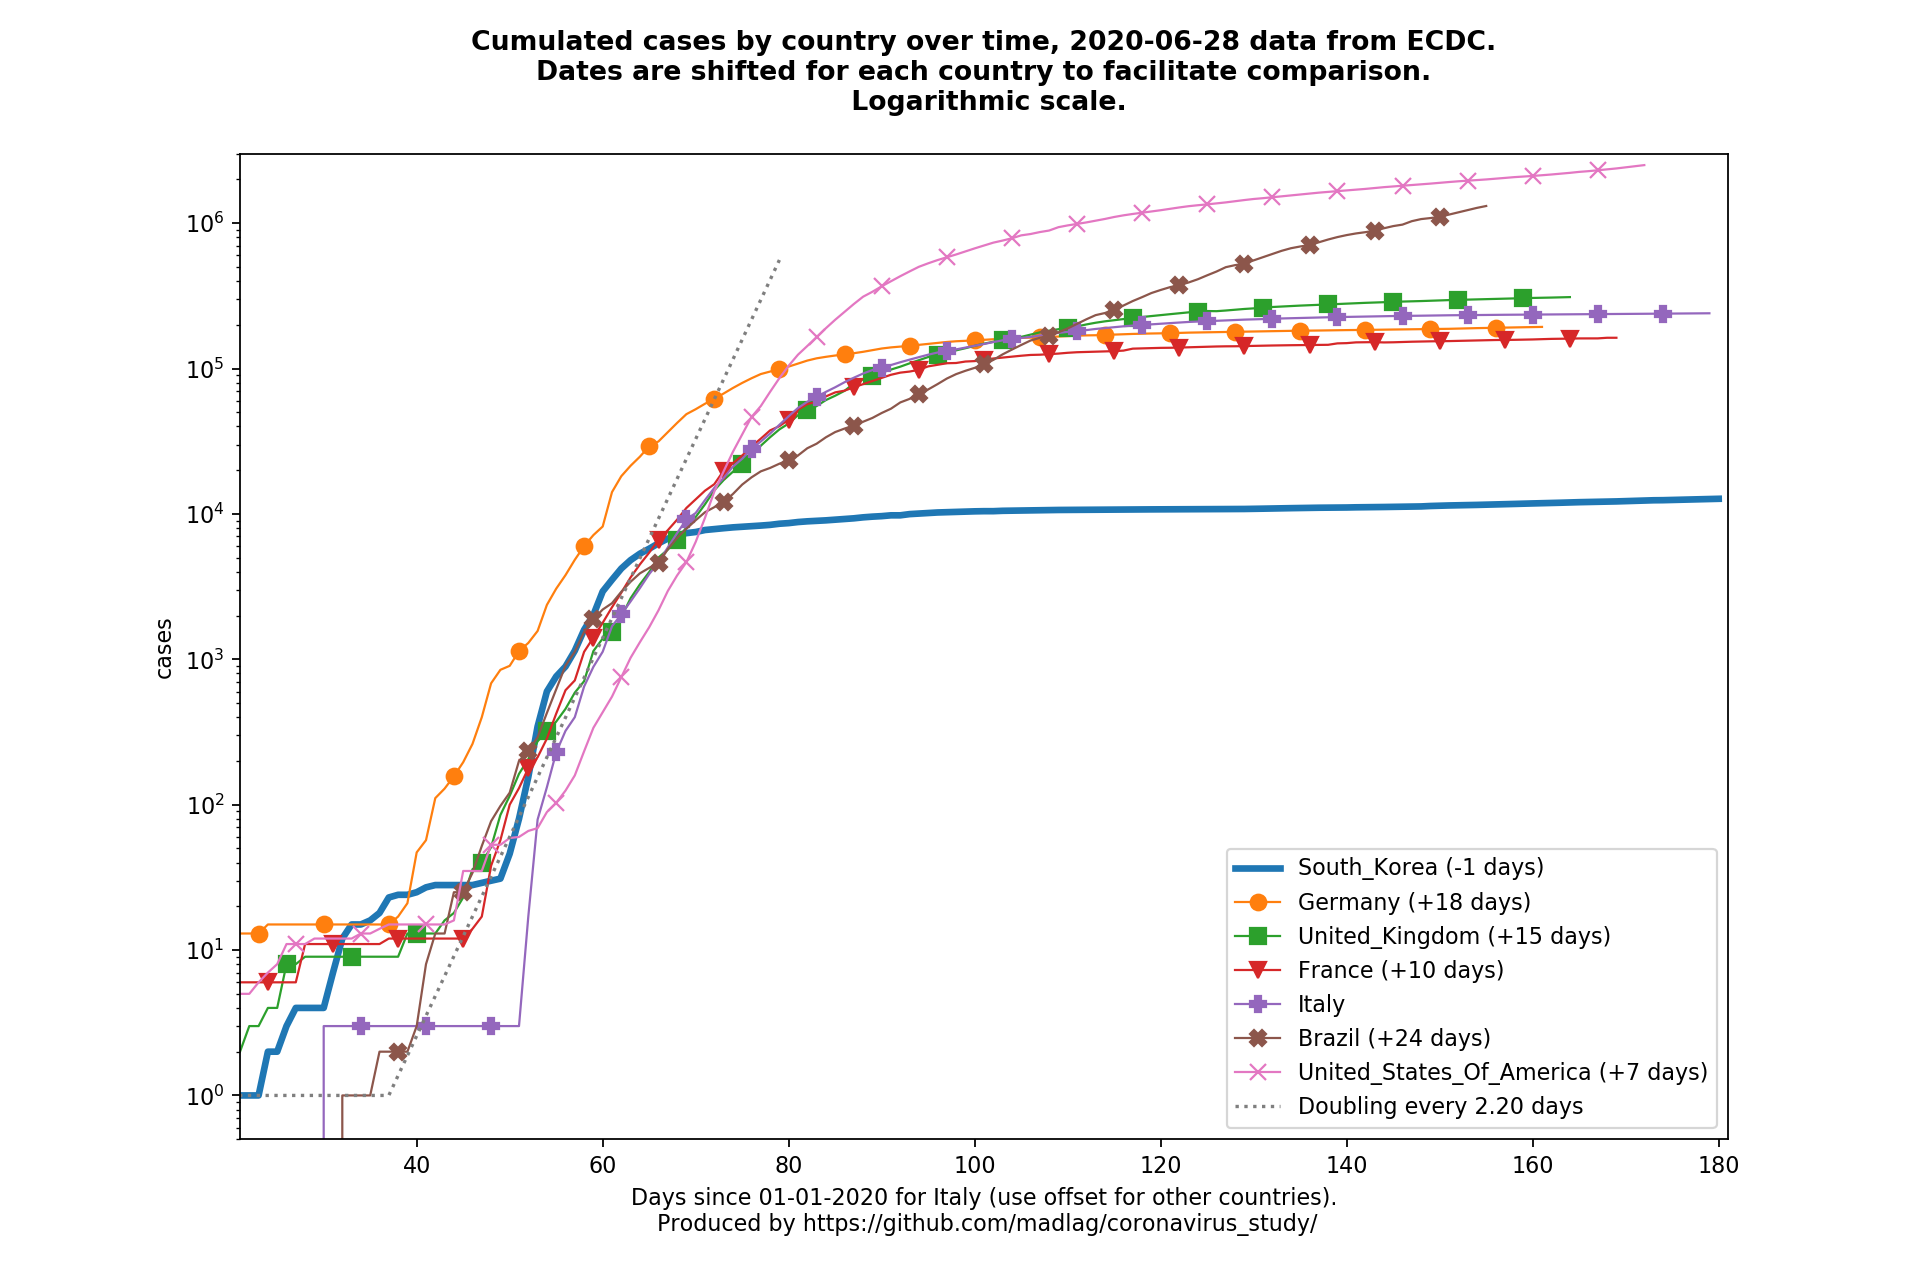 Cumulated cases by country over time, 2020-06-28 data from ECDC.
Dates are shifted for each country to facilitate comparison.
Logarithmic scale.
10^6
10^5
10^4
10^3
10^2
10^1
10^0
cases
South_Korea (-1 days)
Germany (+18 days)
United_Kingdom (+15 days)
France (+10 days)
Italy
Brazil (+24 days)
United_States_Of_America (+7 days)
Doubling every 2.20 days
40 60 80 100 120 140 160 180
Days since 01-01-2020 for Italy (use offset for other countries).
Produced by https://github.com/madlag/coronavirus_study/